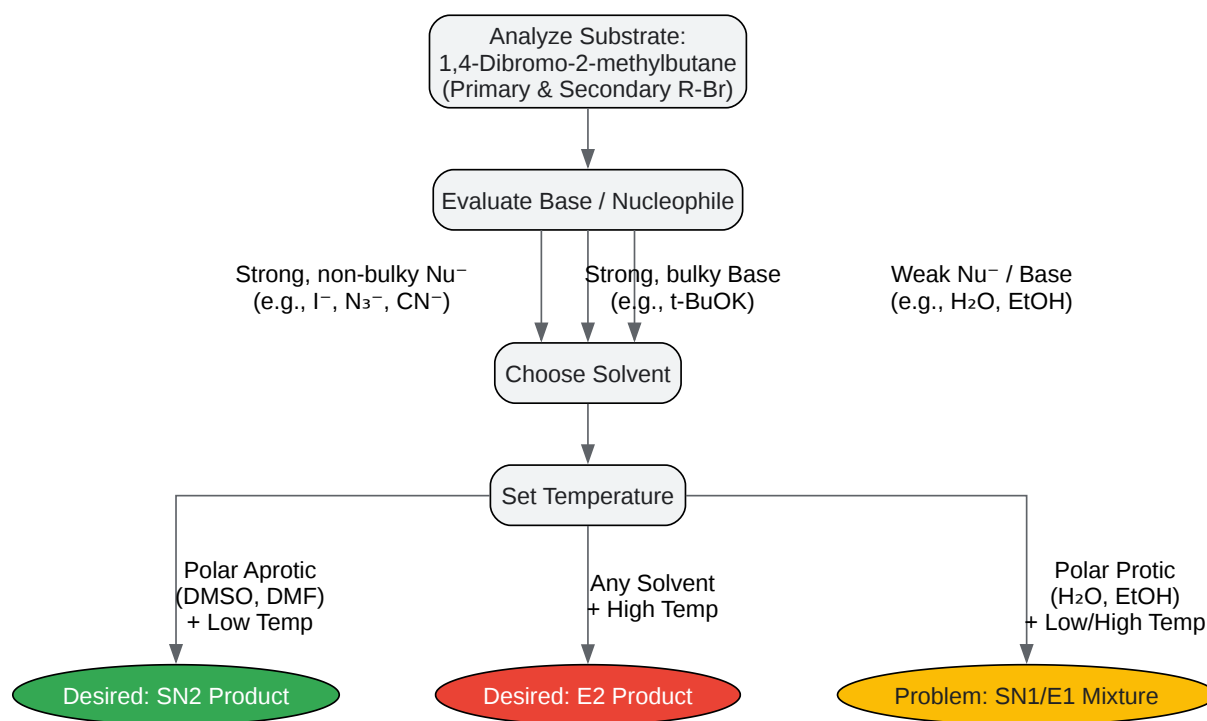 Analyze Substrate:
1,4-Dibromo-2-methylbutane
(Primary & Secondary R-Br)
Evaluate Base / Nucleophile
Strong, non-bulky Nu⁻
(e.g., I⁻, N₃⁻, CN⁻)
Strong, bulky Base
(e.g., t-BuOK)
Weak Nu⁻ / Base
(e.g., H₂O, EtOH)
Choose Solvent
Set Temperature
Polar Aprotic
(DMSO, DMF)
+ Low Temp
Any Solvent
+ High Temp
Polar Protic
(H₂O, EtOH)
+ Low/High Temp
Desired: SN2 Product
Desired: E2 Product
Problem: SN1/E1 Mixture